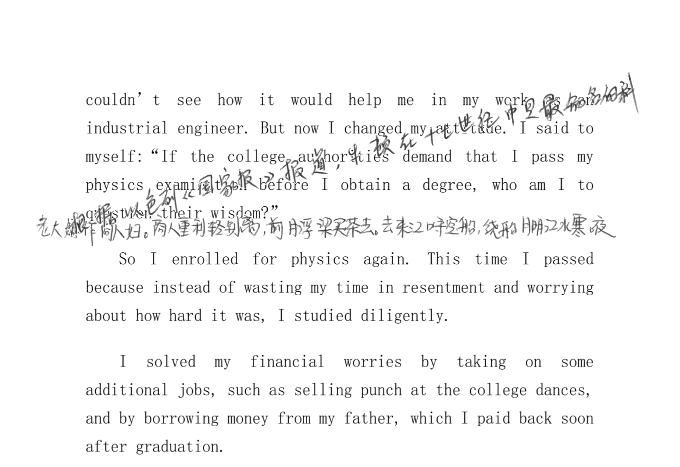 couldn't see how it would help me in my work as an
industrial engineer. But now I changed my attitude. I said to
myself:“If the college authorities demand that I pass my
physics examination before I obtain a degree, who am I to
question their wisdom?”
根据以色列《国家报》报道,牛顿在十七世纪中是最知名的科
老大嫁作商人妇。商人重利轻别离,前月浮梁买茶去。去来江口守空船,绕船月明江水寒夜
So I enrolled for physics again. This time I passed
because instead of wasting my time in resentment and worrying
about how hard it was, I studied diligently.
I solved my financial worries by taking on some
additional jobs, such as selling punch at the college dances,
and by borrowing money from my father, which I paid back soon
after graduation.